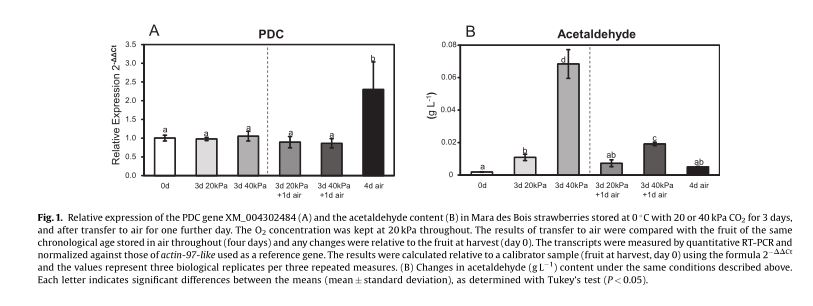 A
PDC
Relative Expression 2-ΔΔCt
3.5
3.0
2.5
2.0
1.5
1.0
0.5
0.0
a
a
a
a
a
b
0d
3d 20kPa
3d 40kPa
3d 20kPa
+1d air
3d 40kPa
+1d air
4d air
B
Acetaldehyde
(g L-1)
0.08
0.06
0.04
0.02
0
a
b
d
ab
c
ab
0d
3d 20kPa
3d 40kPa
3d 20kPa
+1d air
3d 40kPa
+1d air
4d air
Fig. 1. Relative expression of the PDC gene XM_004302484 (A) and the acetaldehyde content (B) in Mara des Bois strawberries stored at 0 °C with 20 or 40 kPa CO2 for 3 days,
and after transfer to air for one further day. The O2 concentration was kept at 20 kPa throughout. The results of transfer to air were compared with the fruit of the same
chronological age stored in air throughout (four days) and any changes were relative to the fruit at harvest (day 0). The transcripts were measured by quantitative RT-PCR and
normalized against those of actin-97-like used as a reference gene. The results were calculated relative to a calibrator sample (fruit at harvest, day 0) using the formula 2−ΔΔCt
and the values represent three biological replicates per three repeated measures. (B) Changes in acetaldehyde (g L−1) content under the same conditions described above.
Each letter indicates significant differences between the means (mean ± standard deviation), as determined with Tukey's test (P < 0.05).